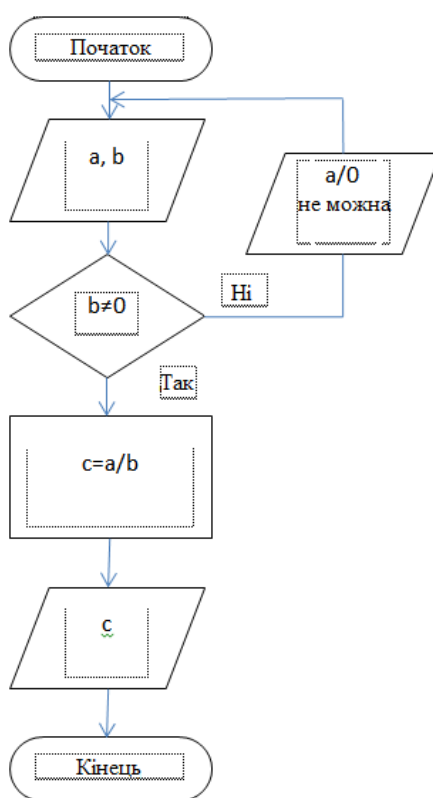 Початок
a, b
a/0
не можна
b≠0
Ні
Так
c=a/b
c
Кінець